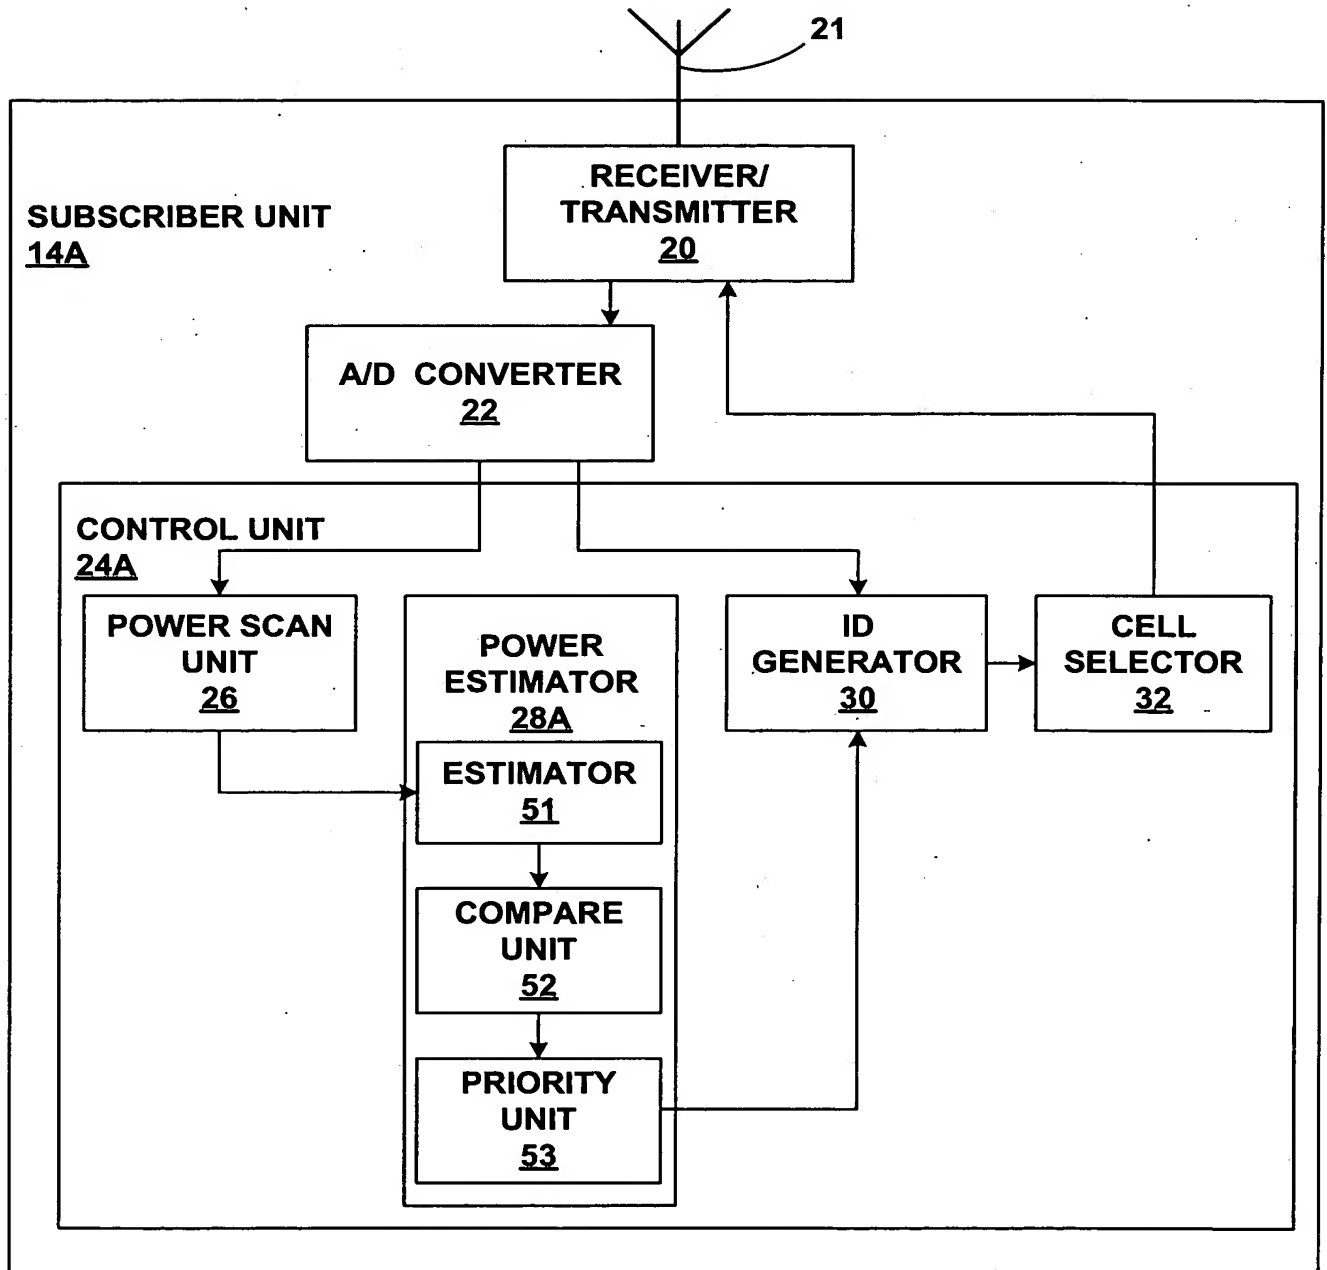 21
RECEIVER/
TRANSMITTER
20
SUBSCRIBER UNIT
14A
A/D CONVERTER
22
CONTROL UNIT
24A
POWER SCAN
UNIT
26
POWER
ESTIMATOR
28A
ID
GENERATOR
30
CELL
SELECTOR
32
ESTIMATOR
51
COMPARE
UNIT
52
PRIORITY
UNIT
53